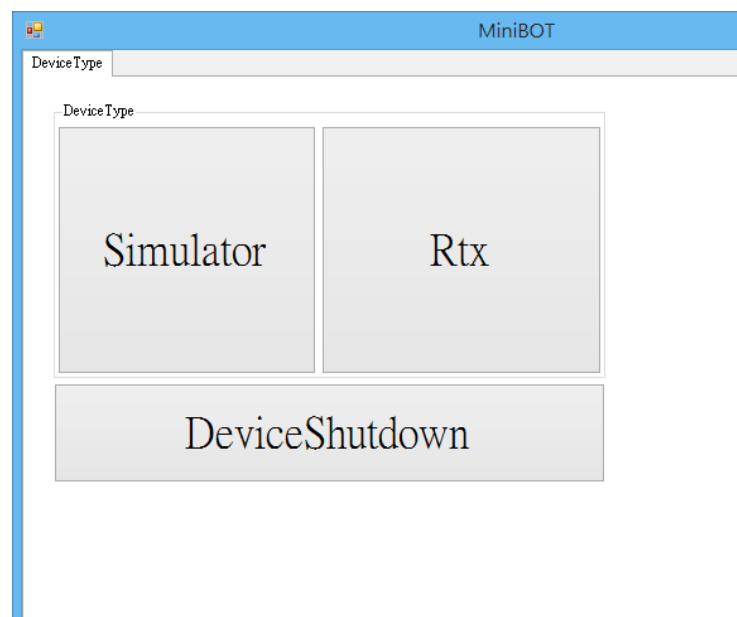 MiniBOT
DeviceType
DeviceType
Simulator
Rtx
DeviceShutdown